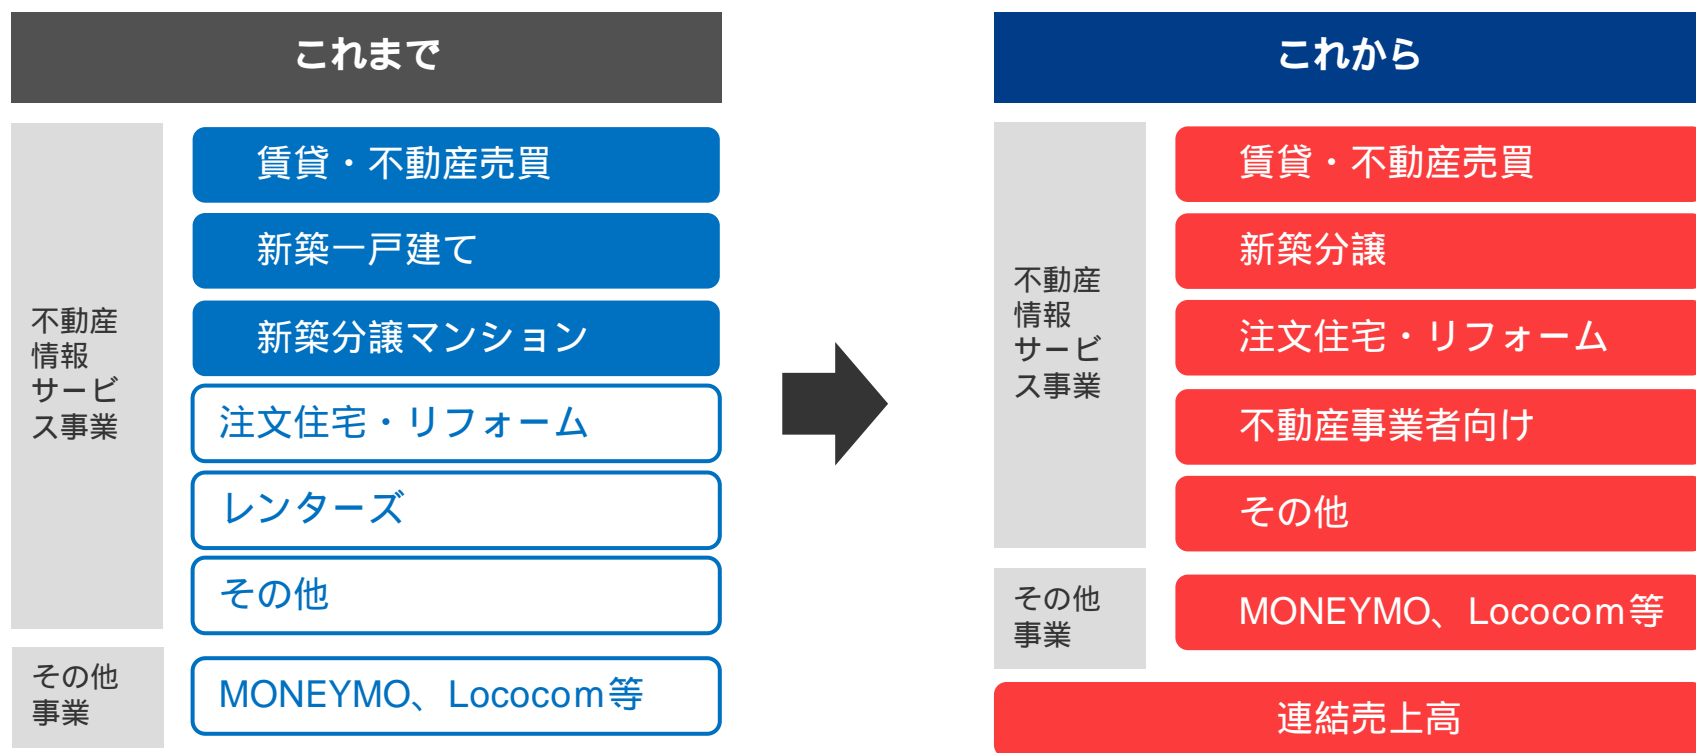 これまで
不動産
情報
サービ
ス事業
賃貸・不動産売買
新築一戸建て
新築分譲マンション
注文住宅・リフォーム
レンターズ
その他
その他
事業
MONEYMO、Lococom等
これから
不動産
情報
サービ
ス事業
賃貸・不動産売買
新築分譲
注文住宅・リフォーム
不動産事業者向け
その他
その他
事業
MONEYMO、Lococom等
連結売上高